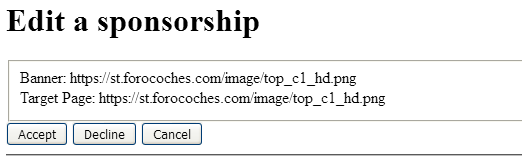 Edit a sponsorship
Banner: https://st.forocoches.com/image/top_c1_hd.png
Target Page: https://st.forocoches.com/image/top_c1_hd.png
Accept Decline Cancel